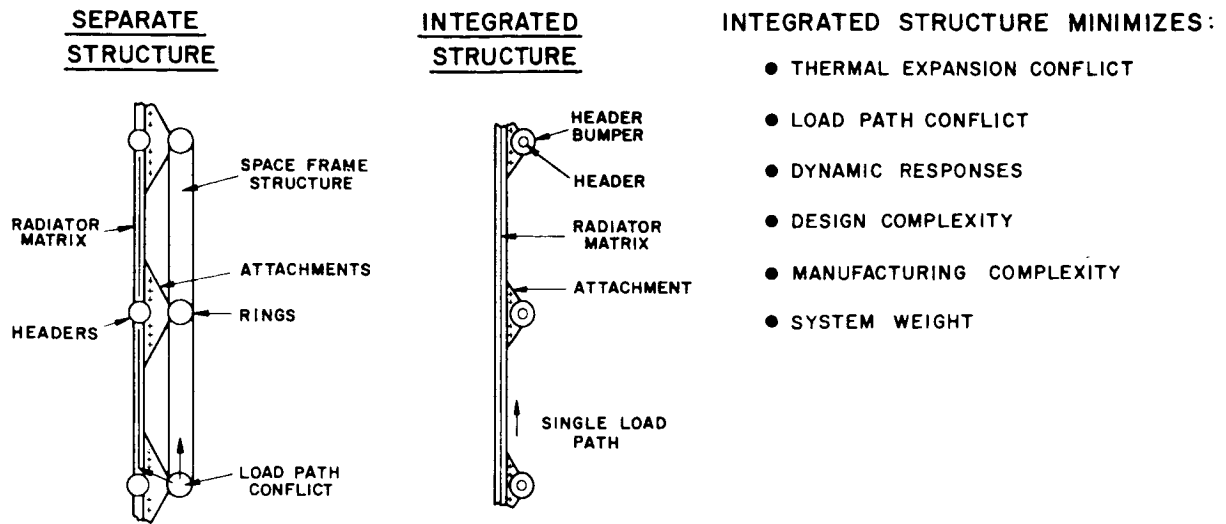 SEPARATE
STRUCTURE
SPACE FRAME
STRUCTURE
RADIATOR
MATRIX
ATTACHMENTS
HEADERS
RINGS
LOAD PATH
CONFLICT
INTEGRATED
STRUCTURE
HEADER
BUMPER
HEADER
RADIATOR
MATRIX
ATTACHMENT
SINGLE LOAD
PATH
INTEGRATED STRUCTURE MINIMIZES:
● THERMAL EXPANSION CONFLICT
● LOAD PATH CONFLICT
● DYNAMIC RESPONSES
● DESIGN COMPLEXITY
● MANUFACTURING COMPLEXITY
● SYSTEM WEIGHT